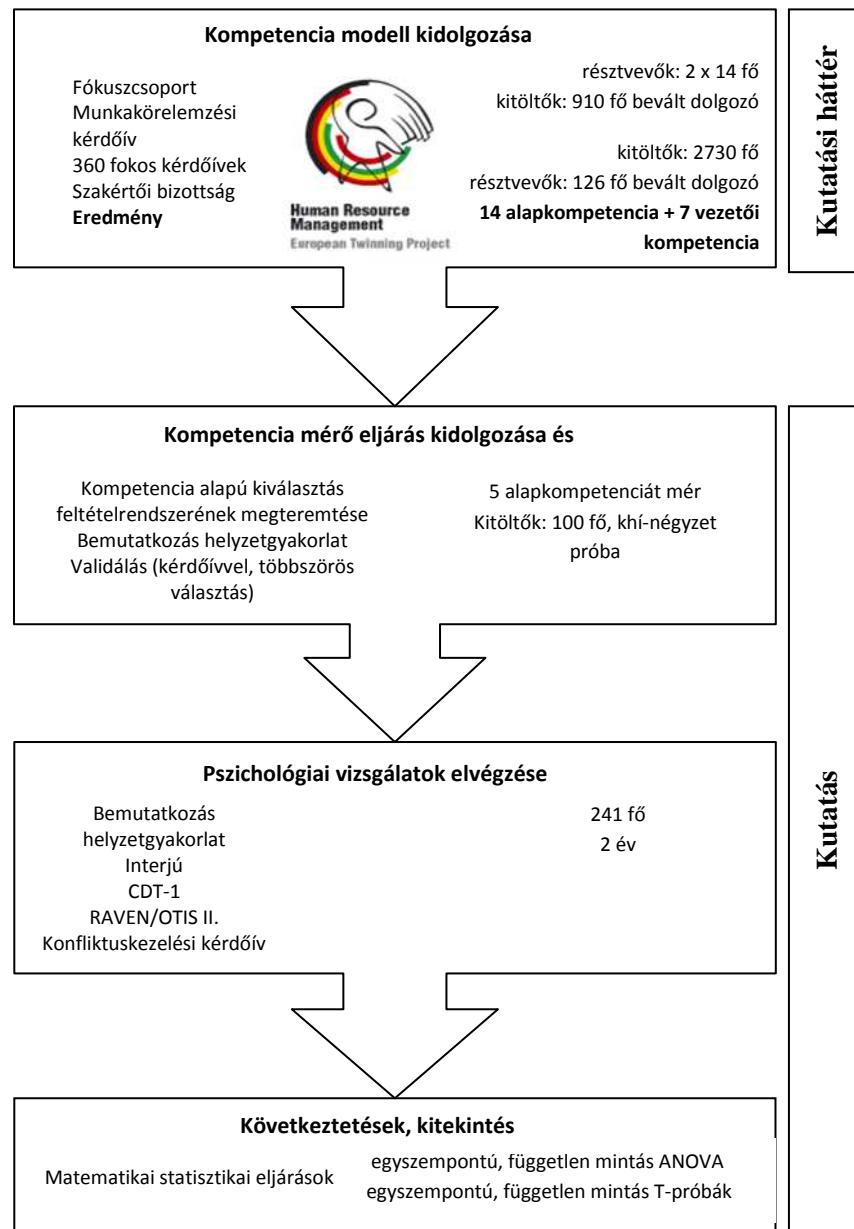 Kompetencia modell kidolgozása
Fókuszcsoport
Munkakörelemzési
kérdőív
360 fokos kérdőívek
Szakértői bizottság
Eredmény
Human Resource
Management
European Twinning Project
résztvevők: 2 x 14 fő
kitöltők: 910 fő bevált dolgozó
kitöltők: 2730 fő
résztvevők: 126 fő bevált dolgozó
14 alapkompetencia + 7 vezetői
kompetencia
Kutatási háttér
Kompetencia mérő eljárás kidolgozása és
Kompetencia alapú kiválasztás
feltételrendszerének megteremtése
Bemutatkozás helyzetgyakorlat
Validálás (kérdőívvel, többszörös
választás)
5 alapkompetenciát mér
Kitöltők: 100 fő, khí-négyzet
próba
Pszichológiai vizsgálatok elvégzése
Bemutatkozás
helyzetgyakorlat
Interjú
CDT-1
RAVEN/OTIS II.
Konfliktuskezelési kérdőív
241 fő
2 év
Kutatás
Következtetések, kitekintés
Matematikai statisztikai eljárások
egyszempontú, független mintás ANOVA
egyszempontú, független mintás T-próbák